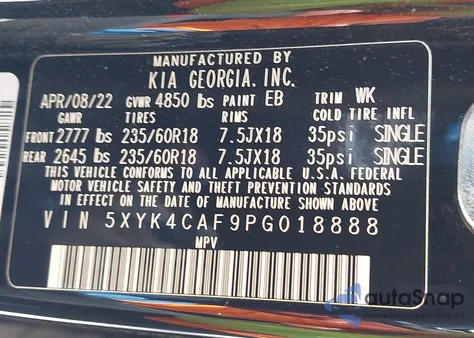 MANUFACTURED BY
KIA GEORGIA. INC.
APR/08/22 GVWR 4850 lbs PAINT EB TRIM WK
GAWR TIRES RIMS COLD TIRE INFL
FRONT 2777 lbs 235/60R18 7.5JX18 35psi SINGLE
REAR 2645 lbs 235/60R18 7.5JX18 35psi SINGLE
THIS VEHICLE CONFORMS TO ALL APPLICABLE U.S.A FEDERAL
MOTOR VEHICLE SAFETY AND THEFT PREVENTION STANDARDS
IN EFFECT ON THE DATE OF MANUFACTURE SHOWN ABOVE
VIN 5XYK4CAF9PG018888
MPV
autoSnap